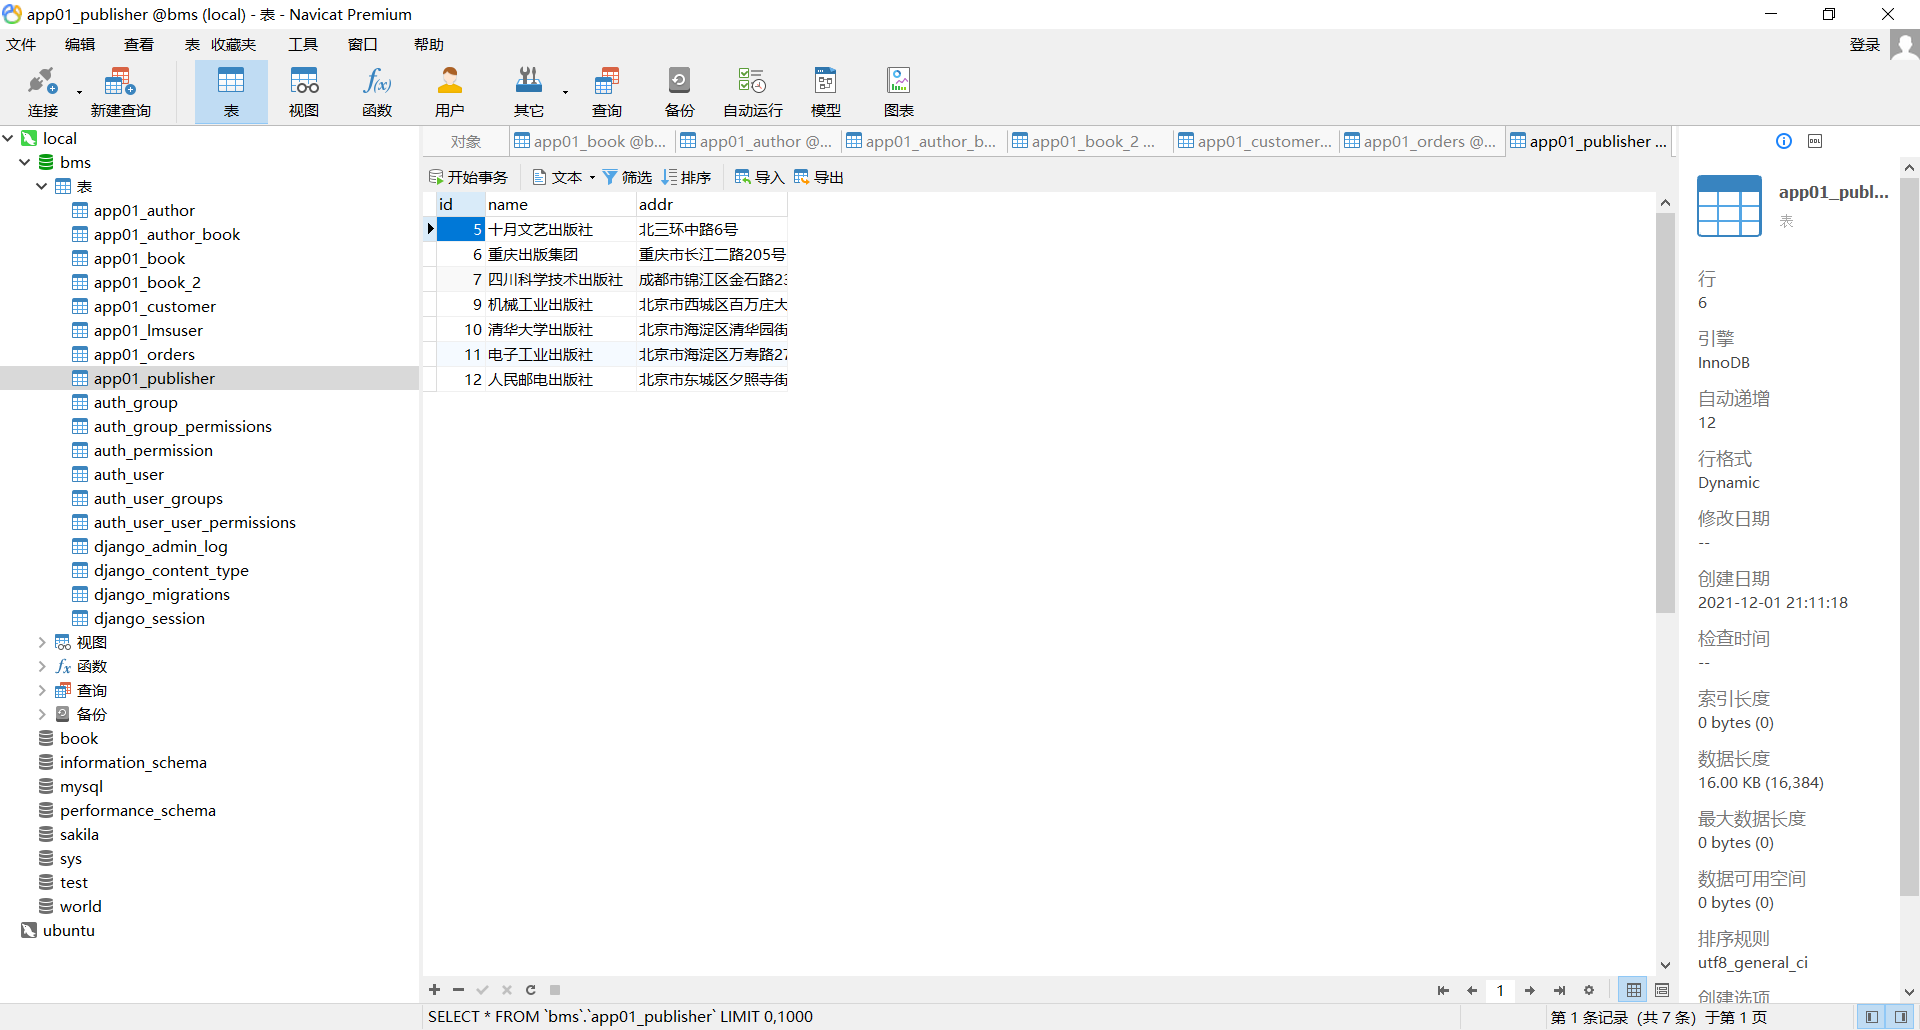 app01_publisher @bms (local) - 表 - Navicat Premium
文件 编辑 查看 表 收藏夹 工具 窗口 帮助 登录
连接 新建查询 表 视图 函数 用户 其它 查询 备份 自动运行 模型 图表
local
bms
表
app01_author
app01_author_book
app01_book
app01_book_2
app01_customer
app01_lmsuser
app01_orders
app01_publisher
auth_group
auth_group_permissions
auth_permission
auth_user
auth_user_groups
auth_user_user_permissions
django_admin_log
django_content_type
django_migrations
django_session
视图
函数
查询
备份
book
information_schema
mysql
performance_schema
sakila
sys
test
world
ubuntu
对象 app01_book @b... app01_author @... app01_author_b... app01_book_2 ... app01_customer... app01_orders @... app01_publisher ...
开始事务 文本 筛选 排序 导入 导出
id name addr
5 十月文艺出版社 北三环中路6号
6 重庆出版集团 重庆市长江二路205号
7 四川科学技术出版社 成都市锦江区金石路23
9 机械工业出版社 北京市西城区百万庄大
10 清华大学出版社 北京市海淀区清华园街
11 电子工业出版社 北京市海淀区万寿路27
12 人民邮电出版社 北京市东城区夕照寺街
1
SELECT * FROM `bms`.`app01_publisher` LIMIT 0,1000
第 1 条记录 (共 7 条) 于第 1 页
DDL
app01_publ...
表
行
6
引擎
InnoDB
自动递增
12
行格式
Dynamic
修改日期
--
创建日期
2021-12-01 21:11:18
检查时间
--
索引长度
0 bytes (0)
数据长度
16.00 KB (16,384)
最大数据长度
0 bytes (0)
数据可用空间
0 bytes (0)
排序规则
utf8_general_ci
创建选项